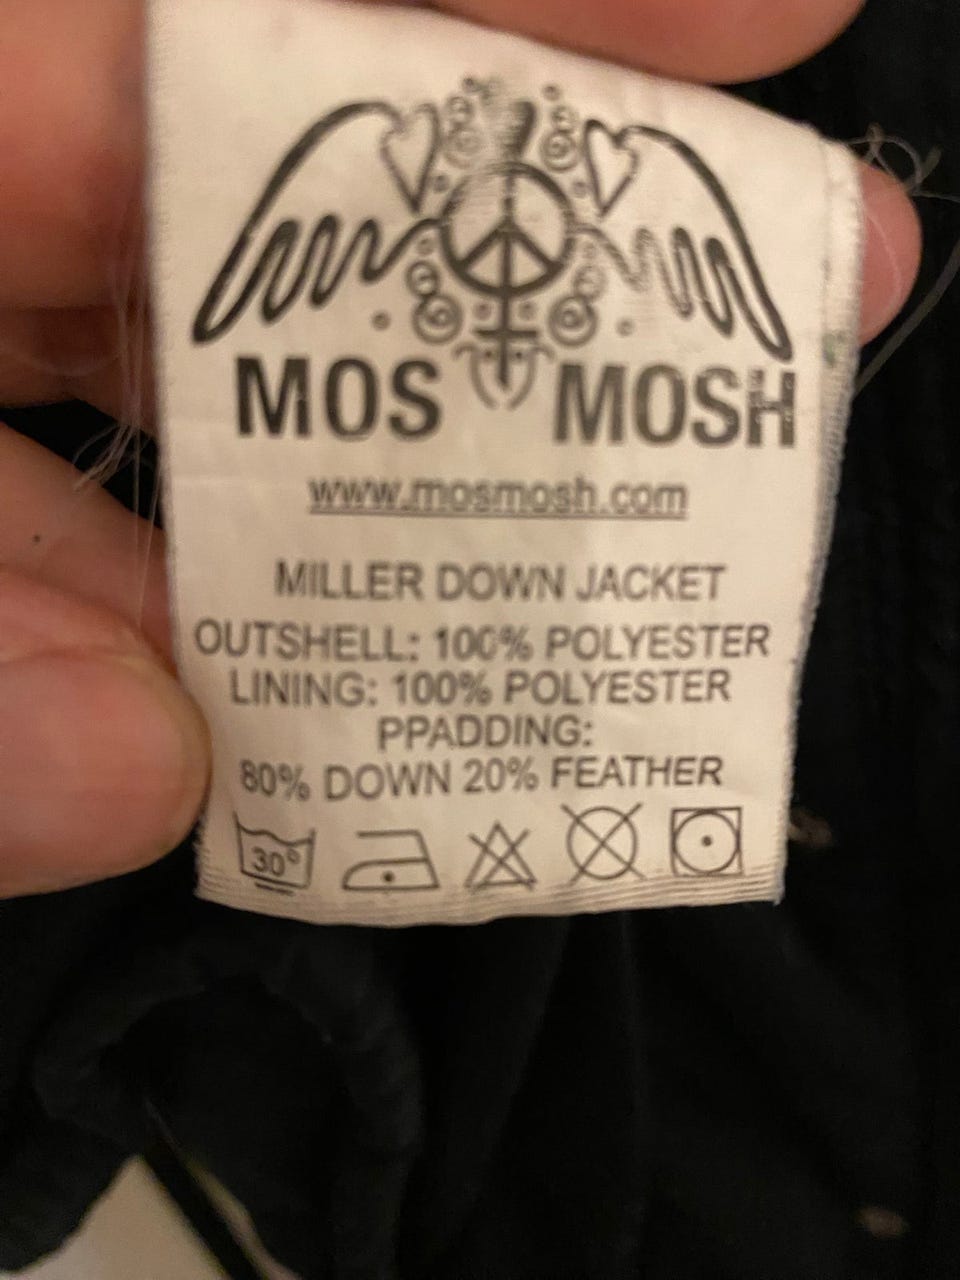 MOS MOSH
www.mosmosh.com
MILLER DOWN JACKET
OUTSHELL: 100% POLYESTER
LINING: 100% POLYESTER
PPADDING:
80% DOWN 20% FEATHER
30°